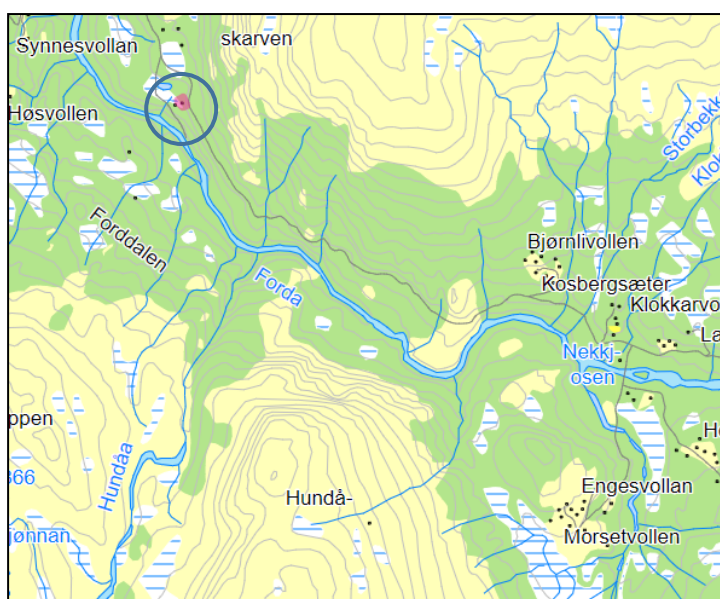 skarven
Synnesvollan
Høsvollen
Storbekk
Klok
Forddalen
Bjørnlivollen
Forda
Kosbergsæter
Klokkarvo
La
Nekkj-
osen
ppen
Hundåa
He
366
Engesvollan
Hundå-
jønnan
Morsetvollen